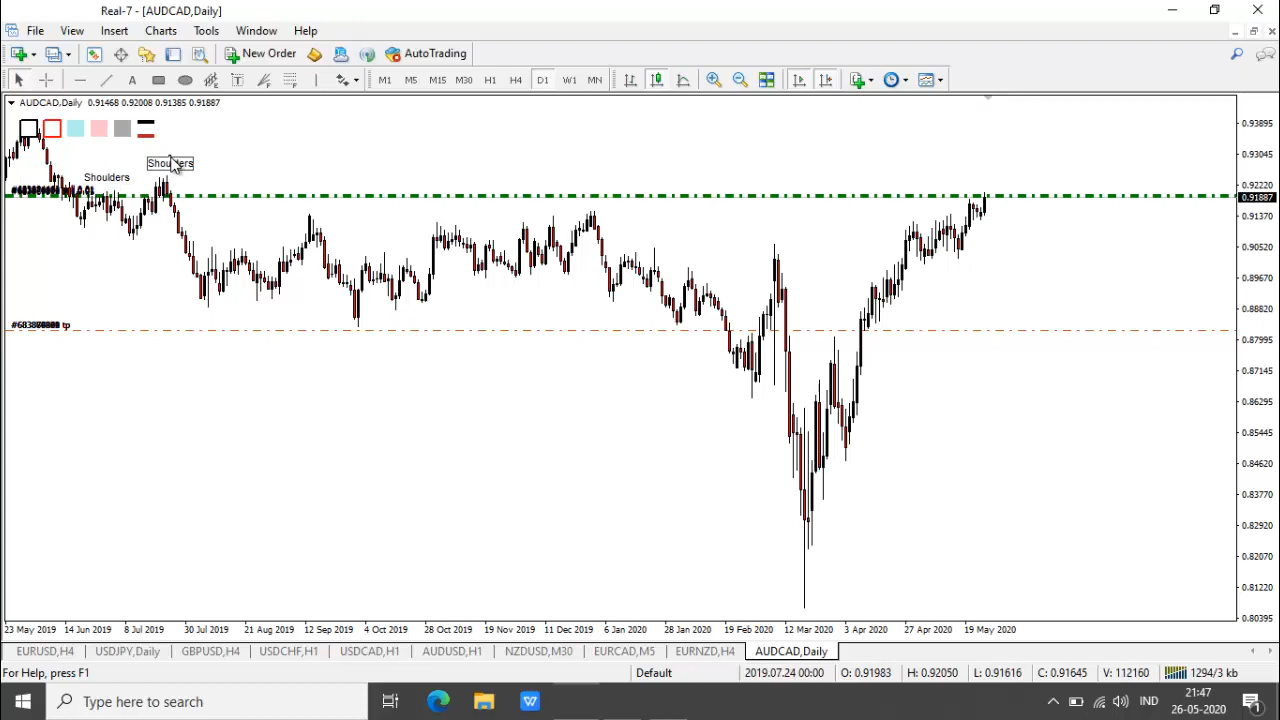 Real-7 - [AUDCAD,Daily]
File View Insert Charts Tools Window Help
New Order AutoTrading
A T M1 M5 M15 M30 H1 H4 D1 W1 MN
AUDCAD,Daily 0.91468 0.92008 0.91385 0.91887
0.93895
Shoulders
0.93045
Shoulders
0.92220
0.91887
0.91370
0.90520
0.89670
0.88820
tp
0.87995
0.87145
0.86295
0.85445
0.84620
0.83770
0.82920
0.82070
0.81220
0.80395
23 May 2019 14 Jun 2019 8 Jul 2019 30 Jul 2019 21 Aug 2019 12 Sep 2019 4 Oct 2019 28 Oct 2019 19 Nov 2019 11 Dec 2019 6 Jan 2020 28 Jan 2020 19 Feb 2020 12 Mar 2020 3 Apr 2020 27 Apr 2020 19 May 2020
EURUSD,H4 USDJPY,Daily GBPUSD,H4 USDCHF,H1 USDCAD,H1 AUDUSD,H1 NZDUSD,M30 EURCAD,M5 EURNZD,H4 AUDCAD,Daily
For Help, press F1 Default 2019.07.24 00:00 O: 0.91983 H: 0.92050 L: 0.91616 C: 0.91645 V: 112160 1294/3 kb
Type here to search W IND 21:47
26-05-2020 1